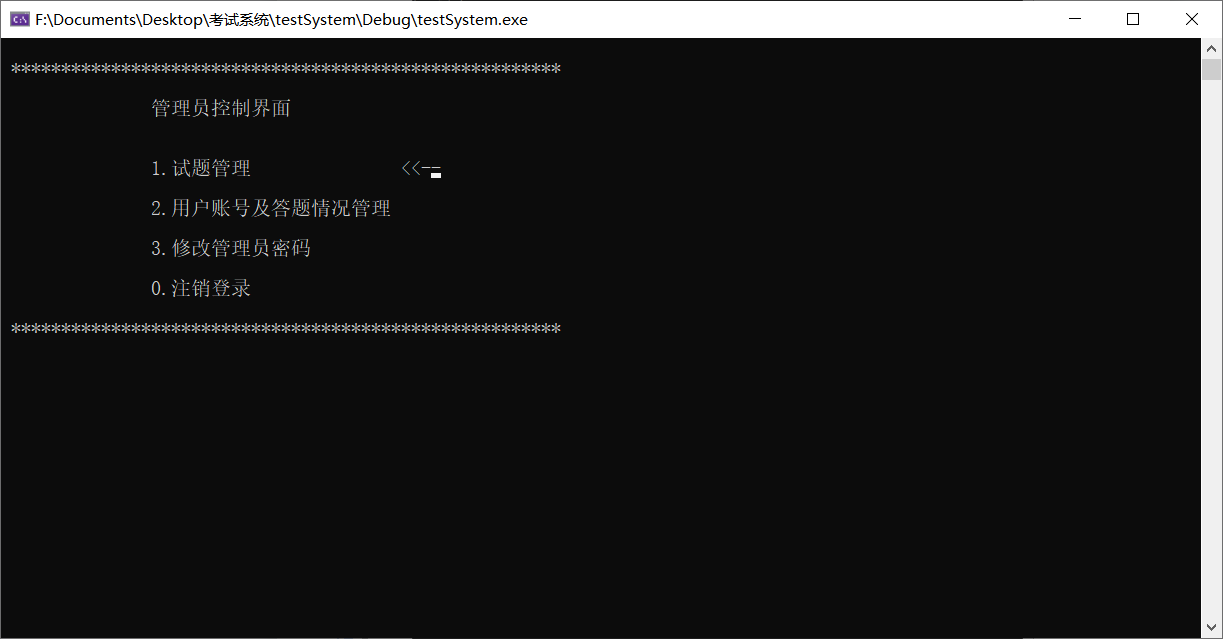 F:\Documents\Desktop\考试系统\testSystem\Debug\testSystem.exe
*******************************************************
管理员控制界面
1.试题管理 <<--
2.用户账号及答题情况管理
3.修改管理员密码
0.注销登录
*******************************************************